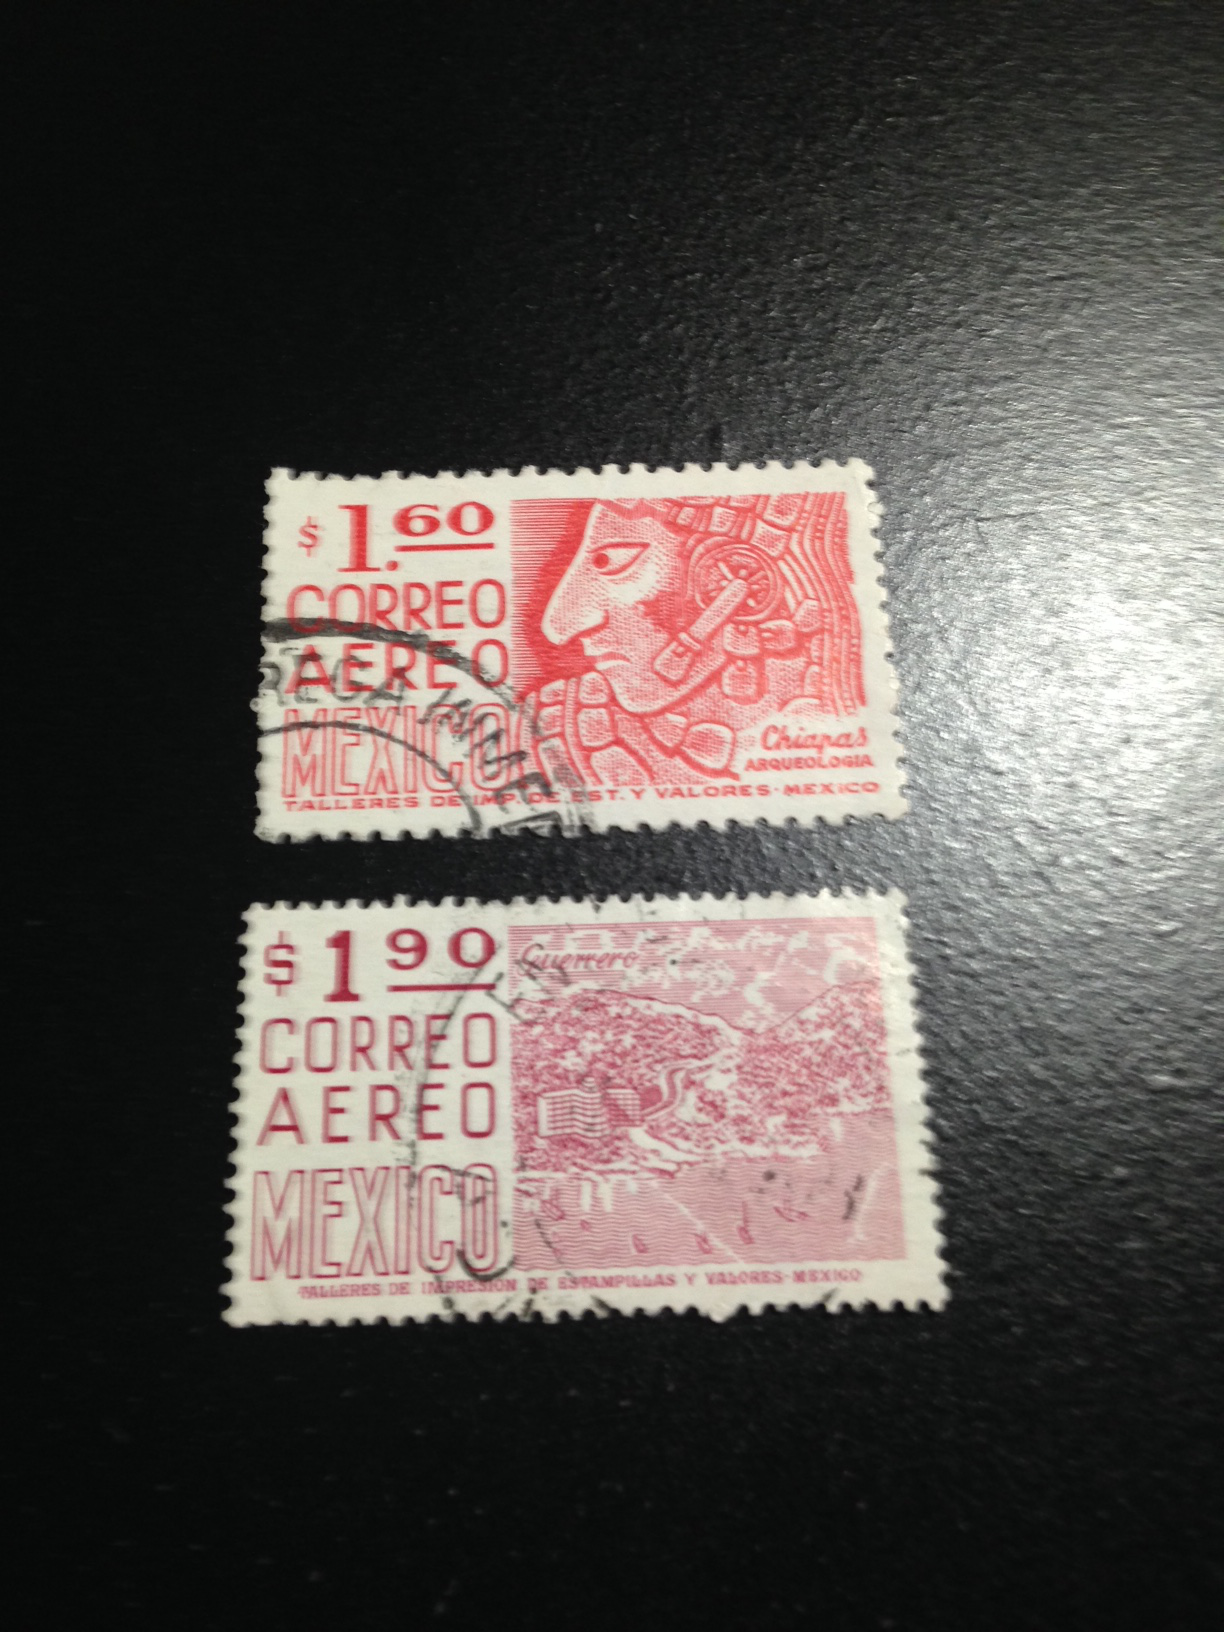 $ 1.60
CORREO
AEREO
MEXICO
Chiapas
ARQUEOLOGIA
TALLERES DE IMP. DE EST. Y VALORES-MEXICO
$ 1 90
CORREO
AEREO
MEXICO
Guerrero
TALLERES DE IMPRESIÓN DE ESTAMPILLAS Y VALORES-MEXICO